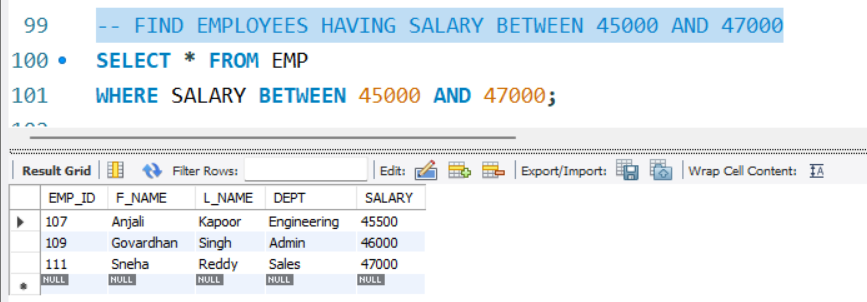 99 -- FIND EMPLOYEES HAVING SALARY BETWEEN 45000 AND 47000
100 SELECT * FROM EMP
101 WHERE SALARY BETWEEN 45000 AND 47000;
Result Grid Filter Rows: Edit: Export/Import: Wrap Cell Content:
EMP_ID F_NAME L_NAME DEPT SALARY
107 Anjali Kapoor Engineering 45500
109 Govardhan Singh Admin 46000
111 Sneha Reddy Sales 47000
NULL NULL NULL NULL NULL